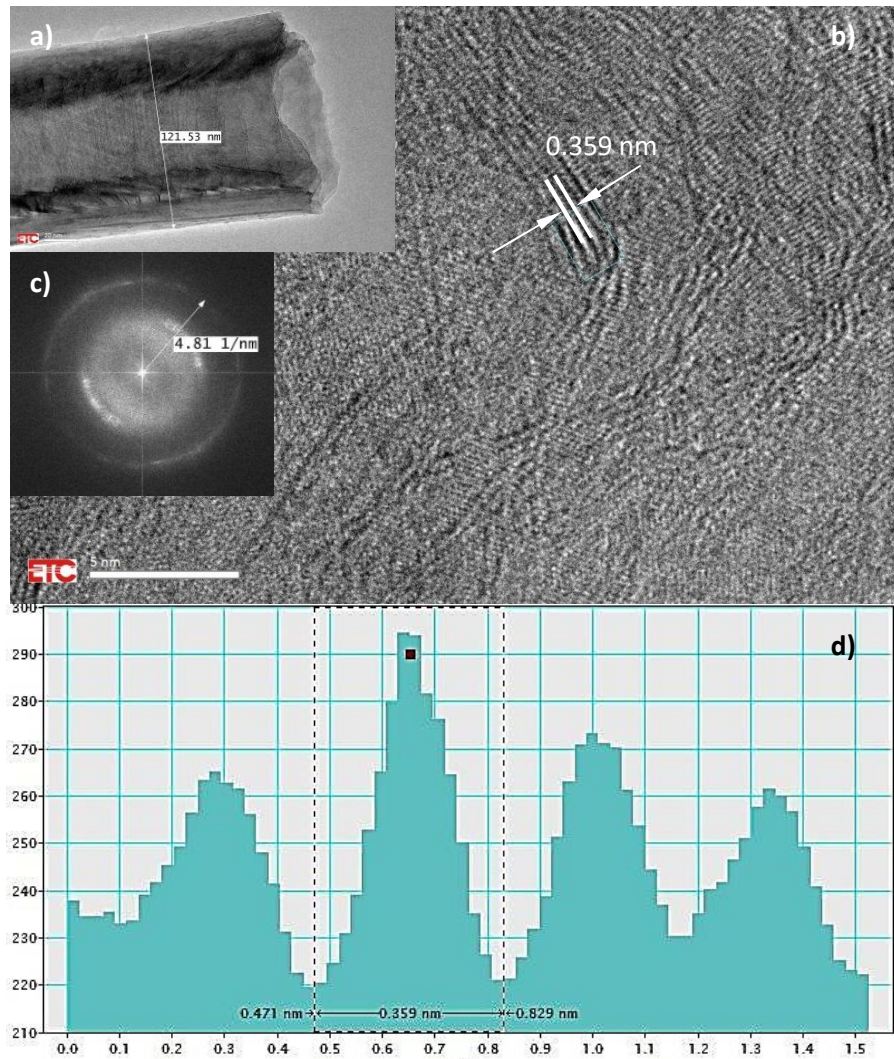 a)
121.53 nm
ETC
b)
0.359 nm
c)
4.81 1/nm
ETC 5 nm
d)
300
290
280
270
260
250
240
230
220
210
0.471 nm 0.359 nm 0.829 nm
0.0 0.1 0.2 0.3 0.4 0.5 0.6 0.7 0.8 0.9 1.0 1.1 1.2 1.3 1.4 1.5